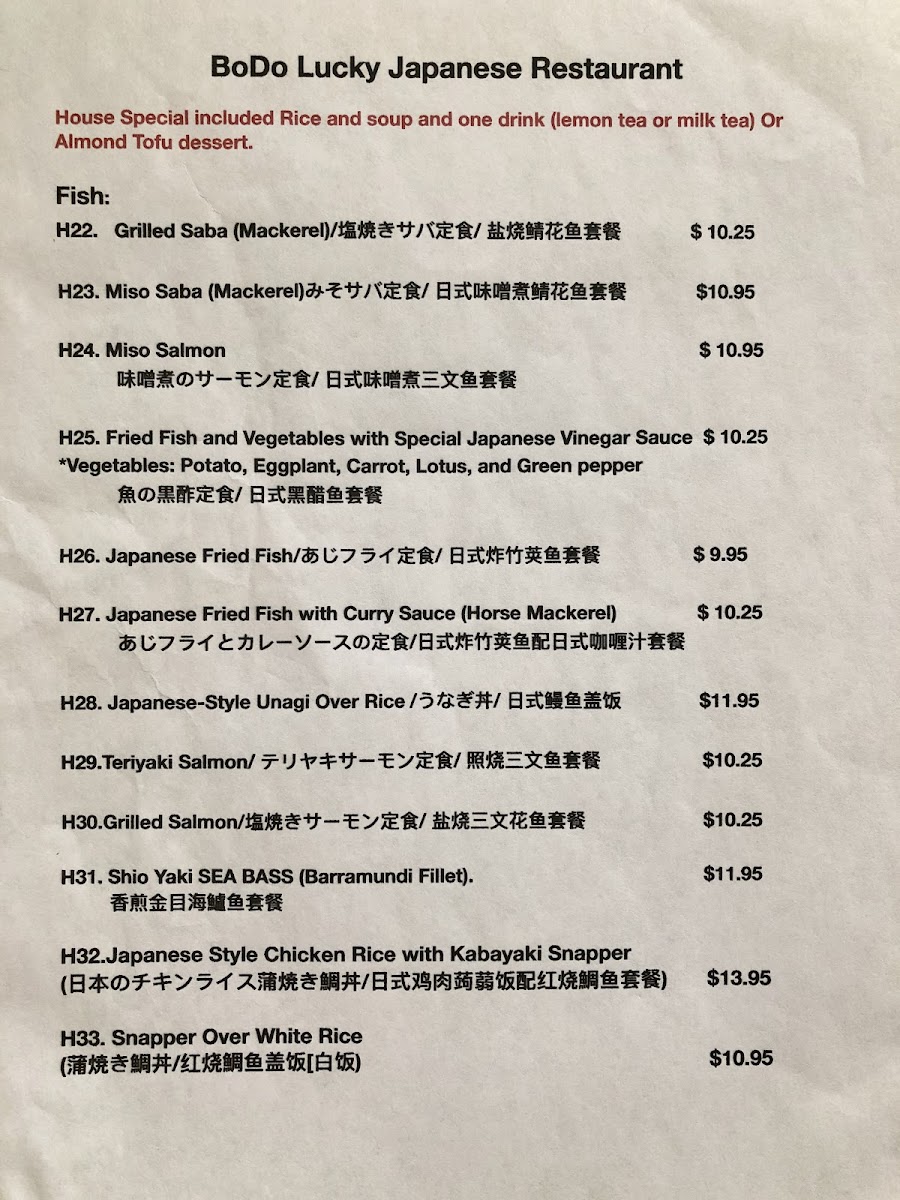 BoDo Lucky Japanese Restaurant
House Special included Rice and soup and one drink (lemon tea or milk tea) Or
Almond Tofu dessert.
Fish:
H22. Grilled Saba (Mackerel)/塩焼きサバ定食/ 盐烧鲭花鱼套餐 $ 10.25
H23. Miso Saba (Mackerel)みそサバ定食/ 日式味噌煮鲭花鱼套餐 $10.95
H24. Miso Salmon $ 10.95
味噌煮のサーモン定食/ 日式味噌煮三文鱼套餐
H25. Fried Fish and Vegetables with Special Japanese Vinegar Sauce $ 10.25
*Vegetables: Potato, Eggplant, Carrot, Lotus, and Green pepper
魚の黒酢定食/ 日式黑醋鱼套餐
H26. Japanese Fried Fish/あじフライ定食/ 日式炸竹荚鱼套餐 $ 9.95
H27. Japanese Fried Fish with Curry Sauce (Horse Mackerel) $ 10.25
あじフライとカレーソースの定食/日式炸竹荚鱼配日式咖喱汁套餐
H28. Japanese-Style Unagi Over Rice /うなぎ丼/ 日式鳗鱼盖饭 $11.95
H29.Teriyaki Salmon/ テリヤキサーモン定食/ 照烧三文鱼套餐 $10.25
H30.Grilled Salmon/塩焼きサーモン定食/ 盐烧三文花鱼套餐 $10.25
H31. Shio Yaki SEA BASS (Barramundi Fillet). $11.95
香煎金目海鲈鱼套餐
H32.Japanese Style Chicken Rice with Kabayaki Snapper
(日本のチキンライス蒲焼き鯛丼/日式鸡肉蒟蒻饭配红烧鲷鱼套餐) $13.95
H33. Snapper Over White Rice
(蒲焼き鯛丼/红烧鲷鱼盖饭[白饭) $10.95